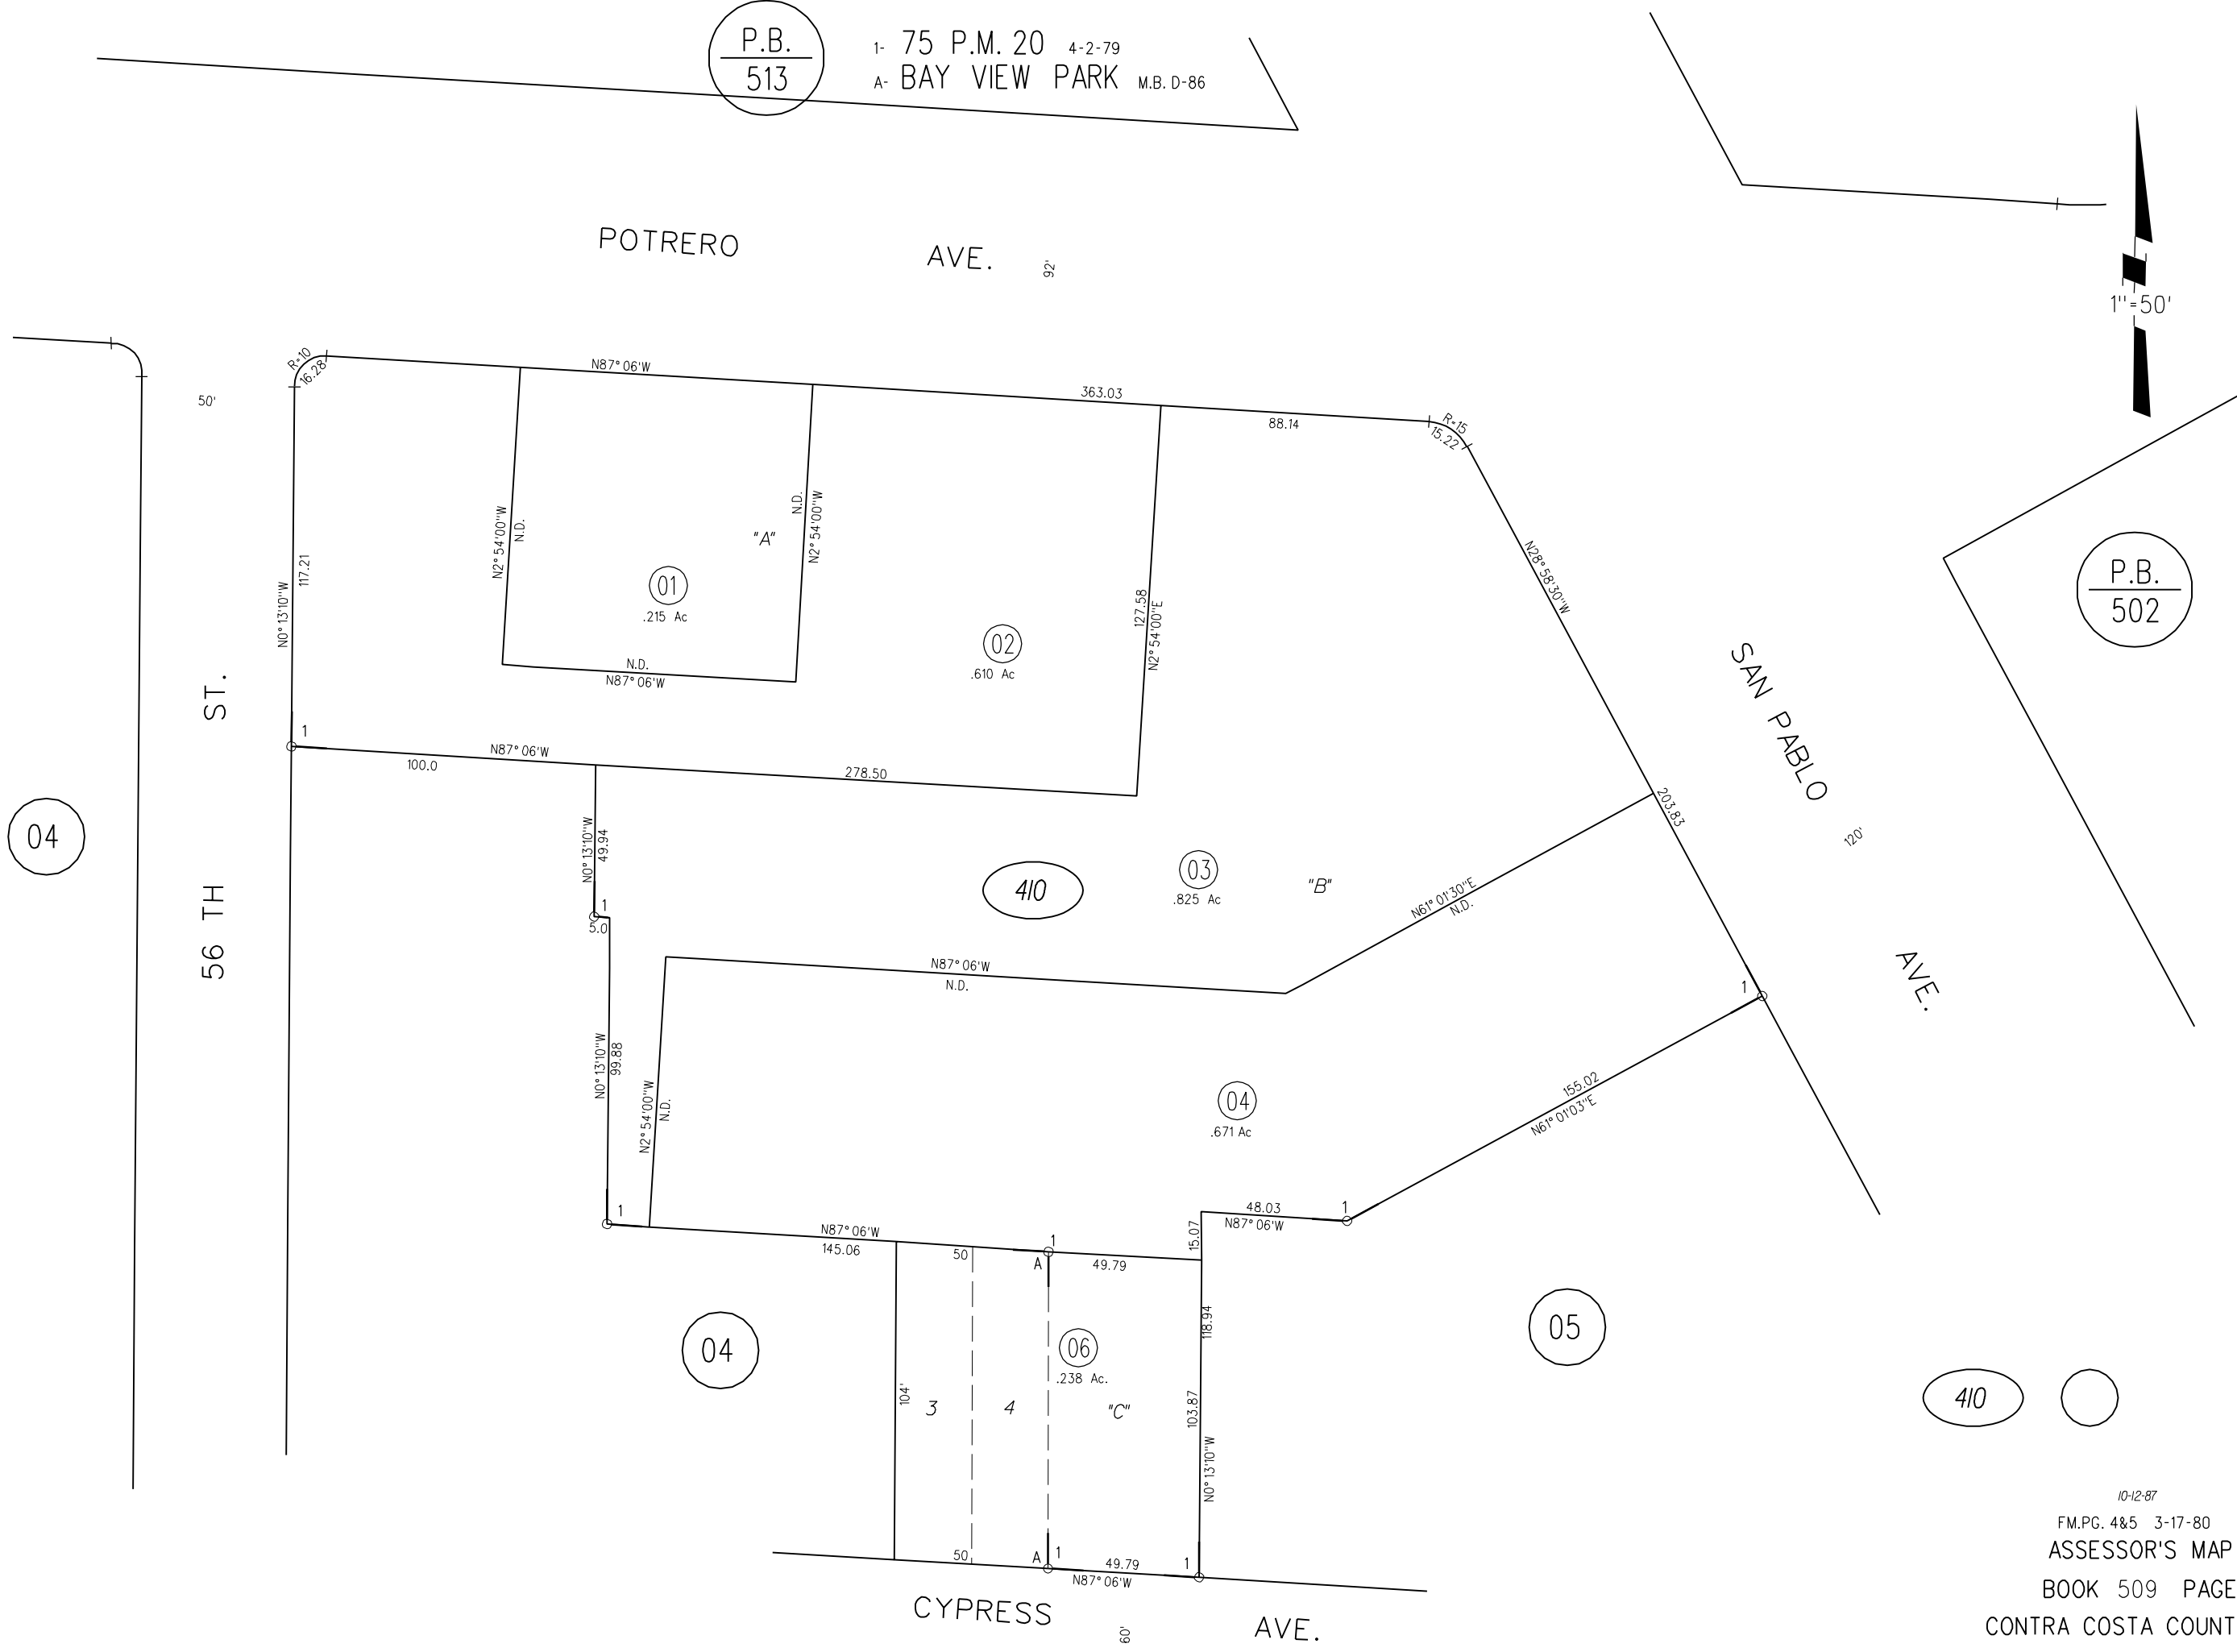 P.B.
513
1- 75 P.M. 20 4-2-79
A- BAY VIEW PARK M.B. D-86
POTRERO AVE. 92'
1"=50'
R=10
16.28
50'
N87°06'W
363.03
88.14
R=15
15.22
N0°13'10"W
117.21
N2°54'00"W
N.D.
"A"
N.D.
N2°54'00"W
01
.215 Ac
N.D.
N87°06'W
02
.610 Ac
127.58
N2°54'00"E
N28°58'30"W
P.B.
502
SAN PABLO AVE.
120'
203.83
56 TH ST.
1
N87°06'W
100.0
278.50
04
N0°13'10"W
49.94
1
5.0
410
03
.825 Ac
"B"
N61°01'30"E
N.D.
N87°06'W
N.D.
1
N0°13'10"W
99.88
N2°54'00"W
N.D.
04
.671 Ac
155.02
N61°01'03"E
1
N87°06'W
145.06
50
1
A
49.79
15.07
48.03
N87°06'W
1
118.94
04
06
.238 Ac.
05
104'
3
4
"C"
103.87
N0°13'10"W
410
50
A
1
49.79
N87°06'W
1
CYPRESS AVE.
60'
10-12-87
FM.PG. 4&5 3-17-80
ASSESSOR'S MAP
BOOK 509 PAGE
CONTRA COSTA COUNT